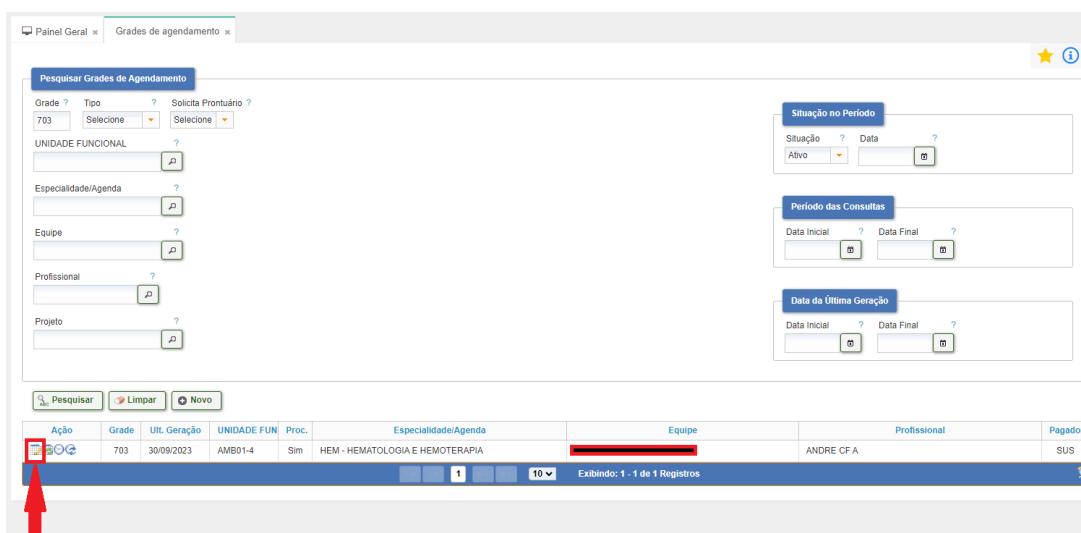 Painel Geral × Grades de agendamento ×
Pesquisar Grades de Agendamento
Grade ? Tipo ? Solicita Prontuário ?
703 Selecione Selecione
UNIDADE FUNCIONAL ?
Especialidade/Agenda ?
Equipe ?
Profissional ?
Projeto ?
Situação no Período
Situação ? Data ?
Ativo
Período das Consultas
Data Inicial ? Data Final ?
Data da Última Geração
Data Inicial ? Data Final ?
Pesquisar Limpar Novo
Ação Grade Ult. Geração UNIDADE FUN Proc. Especialidade/Agenda Equipe Profissional Pagado
703 30/09/2023 AMB01-4 Sim HEM - HEMATOLOGIA E HEMOTERAPIA ANDRE CF A SUS
1 10 Exibindo: 1 - 1 de 1 Registros